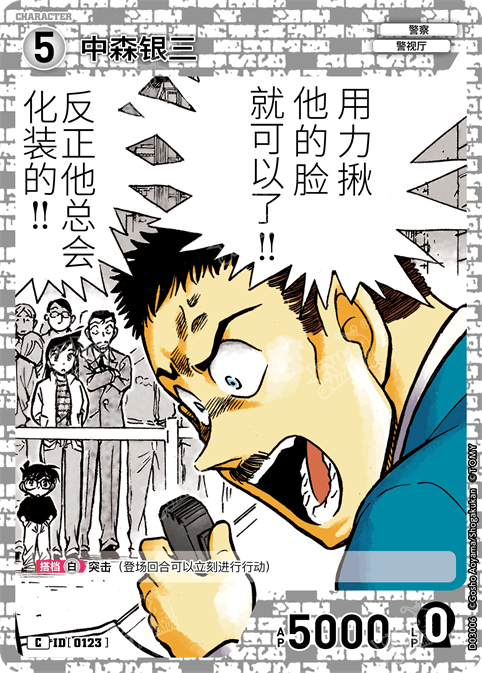 CHARACTER
5
中森银三
警察
警视厅
用力揪
他的脸
就可以了!!
反正他总会
化装的!!
搭档 白 突击（登场回合可以立刻进行行动）
C ID[0123]
AP 5000
LP 0
D03006 ©Gosho Aoyama/Shogakukan ©TOMY